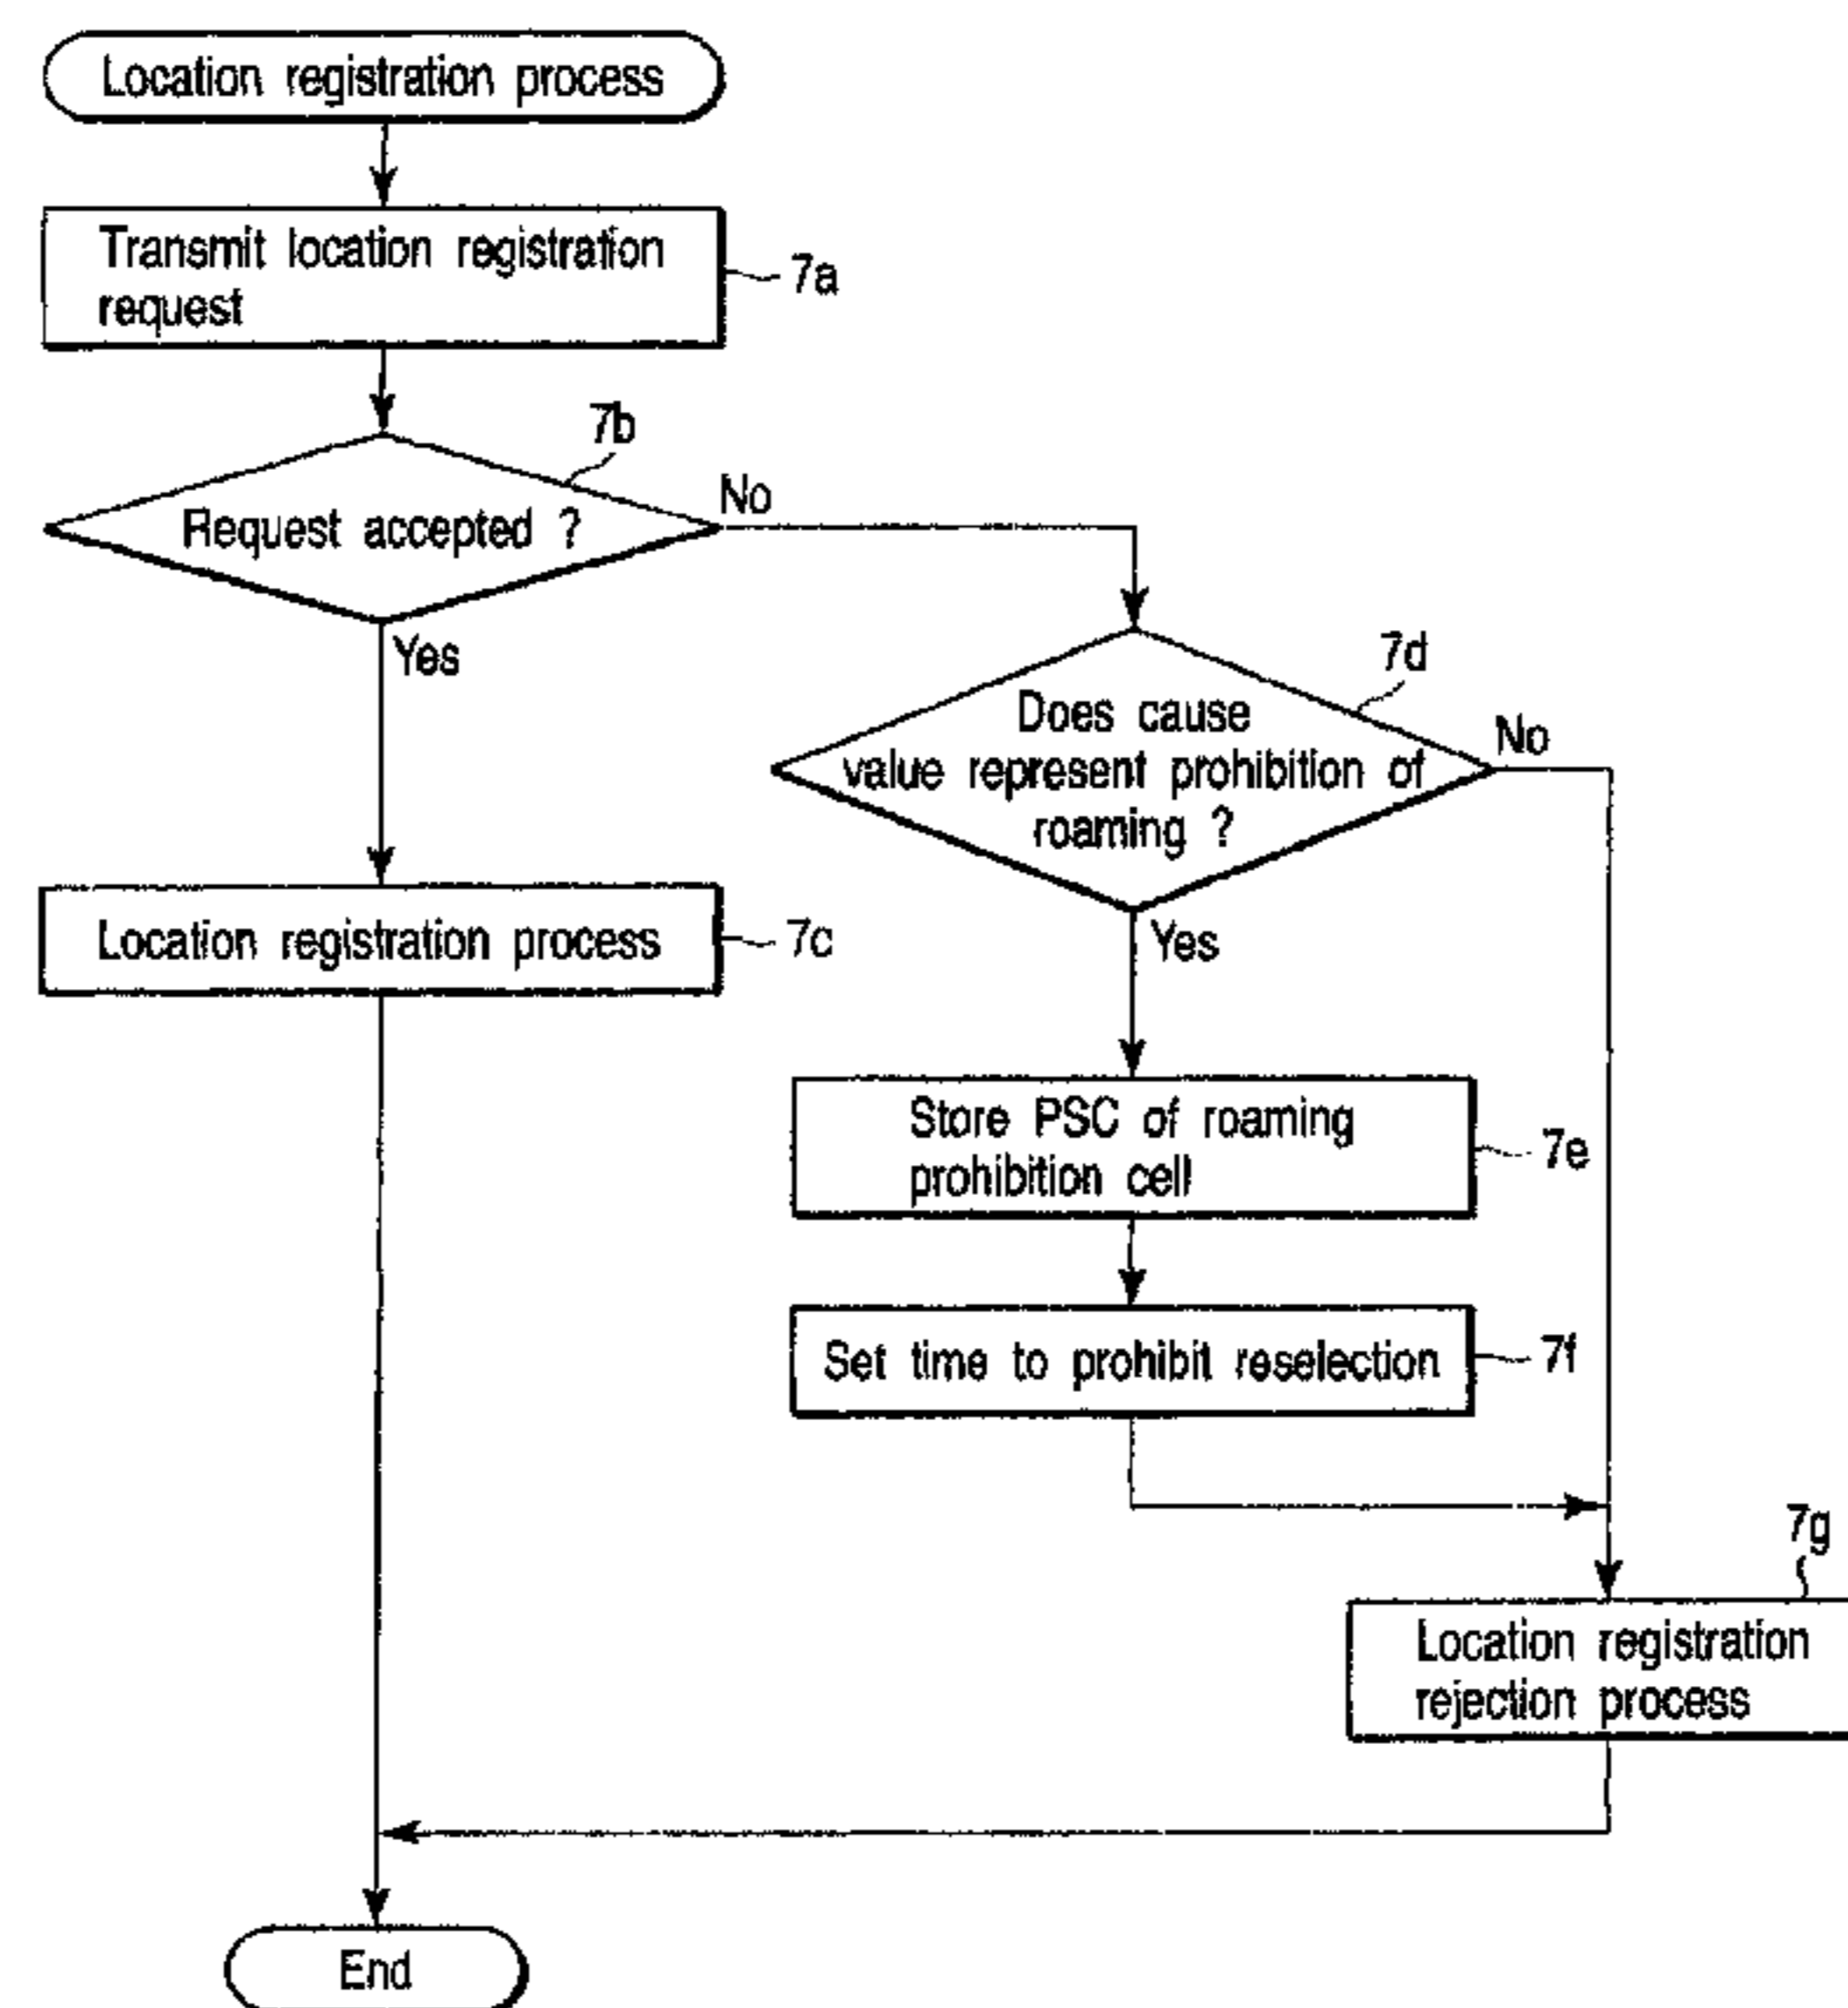 Location registration process
Transmit location registration
request
7a
7b
Request accepted ?
No
Yes
7d
Does cause
value represent prohibition of
roaming ?
No
Yes
Location registration process
7c
Store PSC of roaming
prohibition cell
7e
Set time to prohibit reselection
7f
7g
Location registration
rejection process
End